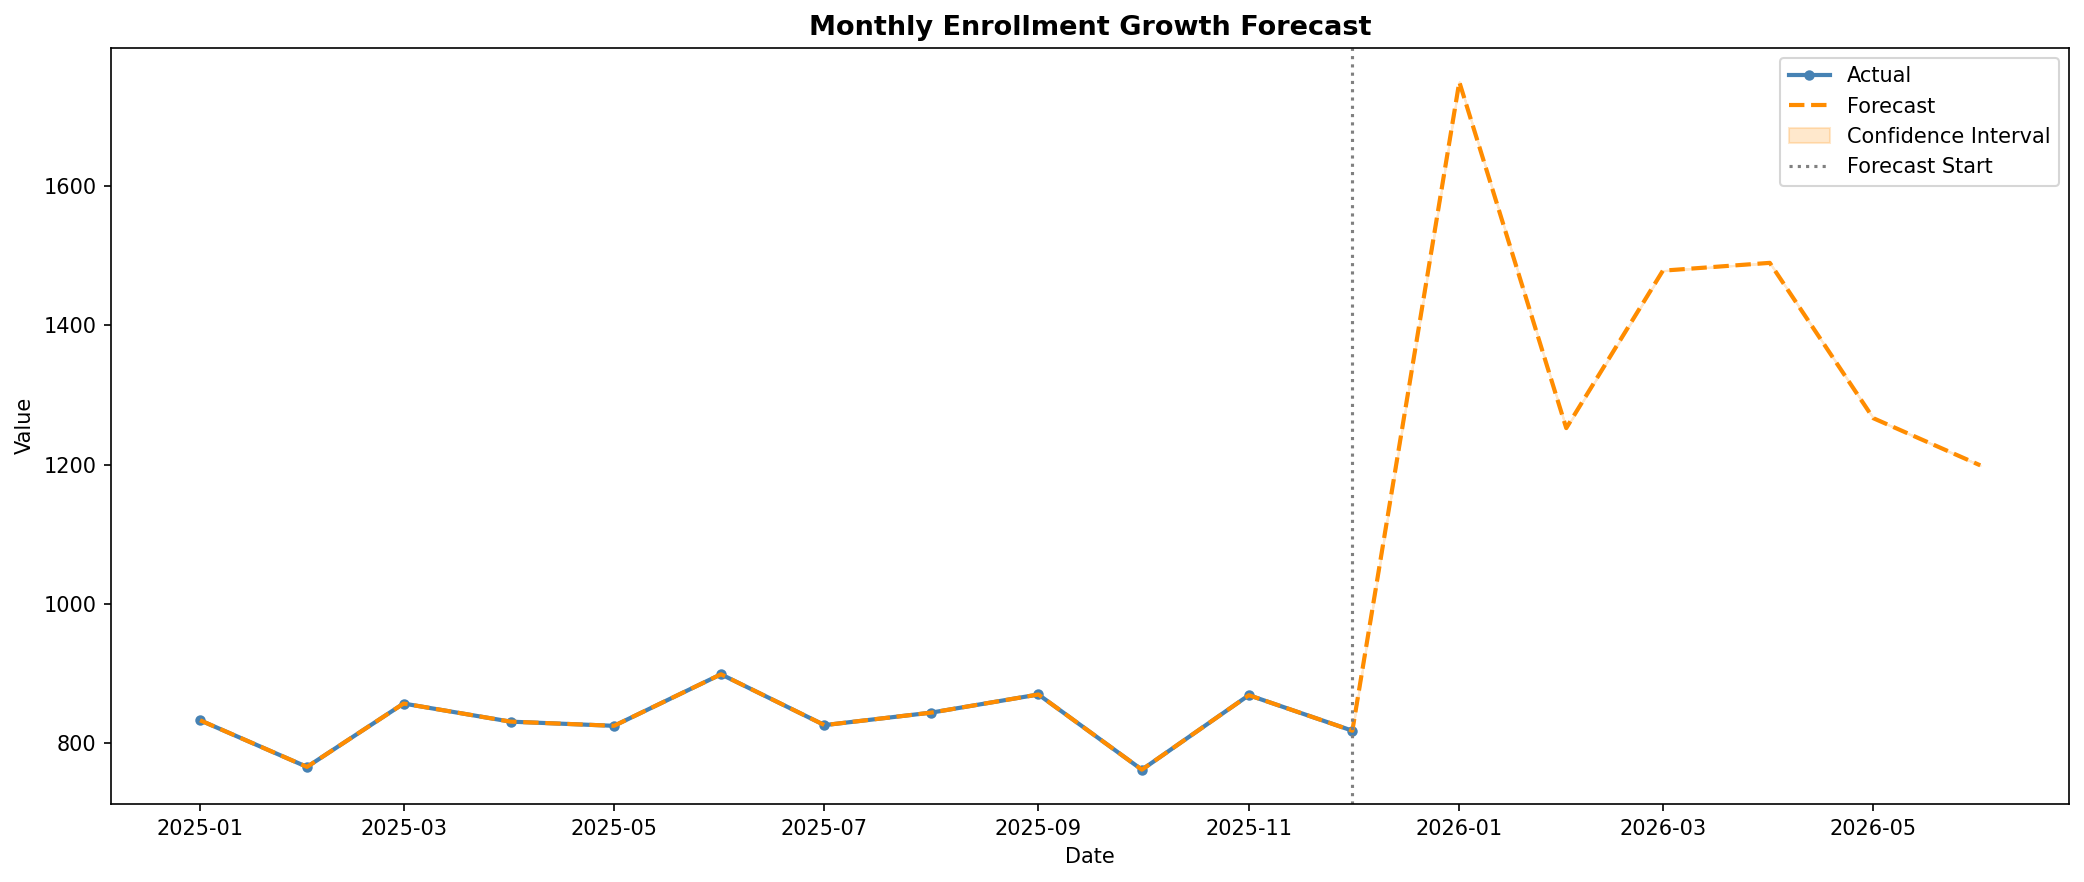 Monthly Enrollment Growth Forecast
Actual
Forecast
Confidence Interval
Forecast Start
1600
1400
1200
1000
800
Value
2025-01 2025-03 2025-05 2025-07 2025-09 2025-11 2026-01 2026-03 2026-05
Date